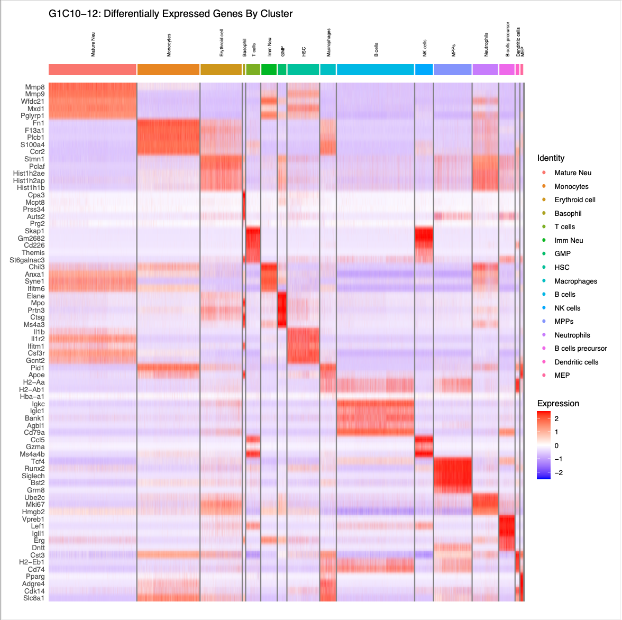 G1C10-12: Differentially Expressed Genes By Cluster
Mature Neu
Monocytes
Erythroid cell
Basophil
T cells
Imm Neu
GMP
HSC
Macrophages
B cells
NK cells
MPPs
Neutrophils
B cells precursor
Dendritic cells
MEP
Mmp8
Mmp9
Wfdc21
Mxd1
Pglyrp1
Fn1
F13a1
Plcb1
S100a4
Ccr2
Stmn1
Pclaf
Hist1h2ae
Hist1h2ap
Hist1h1b
Cpa3
Mcpt8
Prss34
Auts2
Prg2
Skap1
Gm2682
Cd226
Themis
St6galnac3
Chil3
Anxa1
Syne1
Ifitm6
Elane
Mpo
Prtn3
Ctsg
Ms4a3
Il1b
Il1r2
Ifitm1
Csf3r
Gcnt2
Pid1
Apoe
H2-Aa
H2-Ab1
Hba-a1
Igkc
Iglc1
Bank1
Agbl1
Cd79a
Ccl5
Gzma
Ms4a4b
Tcf4
Runx2
Siglech
Bst2
Grm8
Ube2c
Mki67
Hmgb2
Vpreb1
Lef1
Igll1
Erg
Dntt
Cst3
H2-Eb1
Cd74
Pparg
Adgre4
Cdk14
Slc8a1
Identity
Mature Neu
Monocytes
Erythroid cell
Basophil
T cells
Imm Neu
GMP
HSC
Macrophages
B cells
NK cells
MPPs
Neutrophils
B cells precursor
Dendritic cells
MEP
Expression
2
1
0
−1
−2